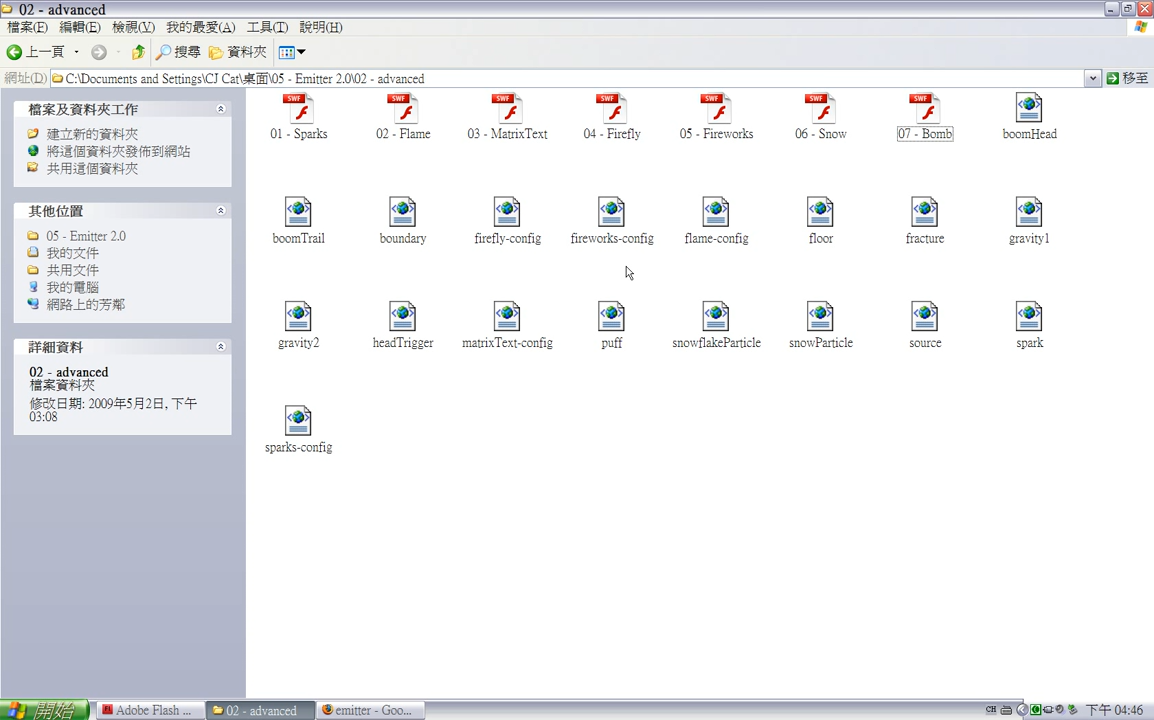 02 - advanced
檔案(F) 編輯(E) 檢視(V) 我的最愛(A) 工具(T) 說明(H)
上一頁 搜尋 資料夾
網址(D) C:\Documents and Settings\CJ Cat\桌面\05 - Emitter 2.0\02 - advanced 移至
檔案及資料夾工作
建立新的資料夾
將這個資料夾發佈到網站
共用這個資料夾
其他位置
05 - Emitter 2.0
我的文件
共用文件
我的電腦
網路上的芳鄰
詳細資料
02 - advanced
檔案資料夾
修改日期: 2009年5月2日, 下午
03:08
SWF SWF SWF SWF SWF SWF SWF
01 - Sparks 02 - Flame 03 - MatrixText 04 - Firefly 05 - Fireworks 06 - Snow 07 - Bomb boomHead
boomTrail boundary firefly-config fireworks-config flame-config floor fracture gravity1
gravity2 headTrigger matrixText-config puff snowflakeParticle snowParticle source spark
sparks-config
開始 Adobe Flash ... 02 - advanced emitter - Goo... CH 下午 04:46